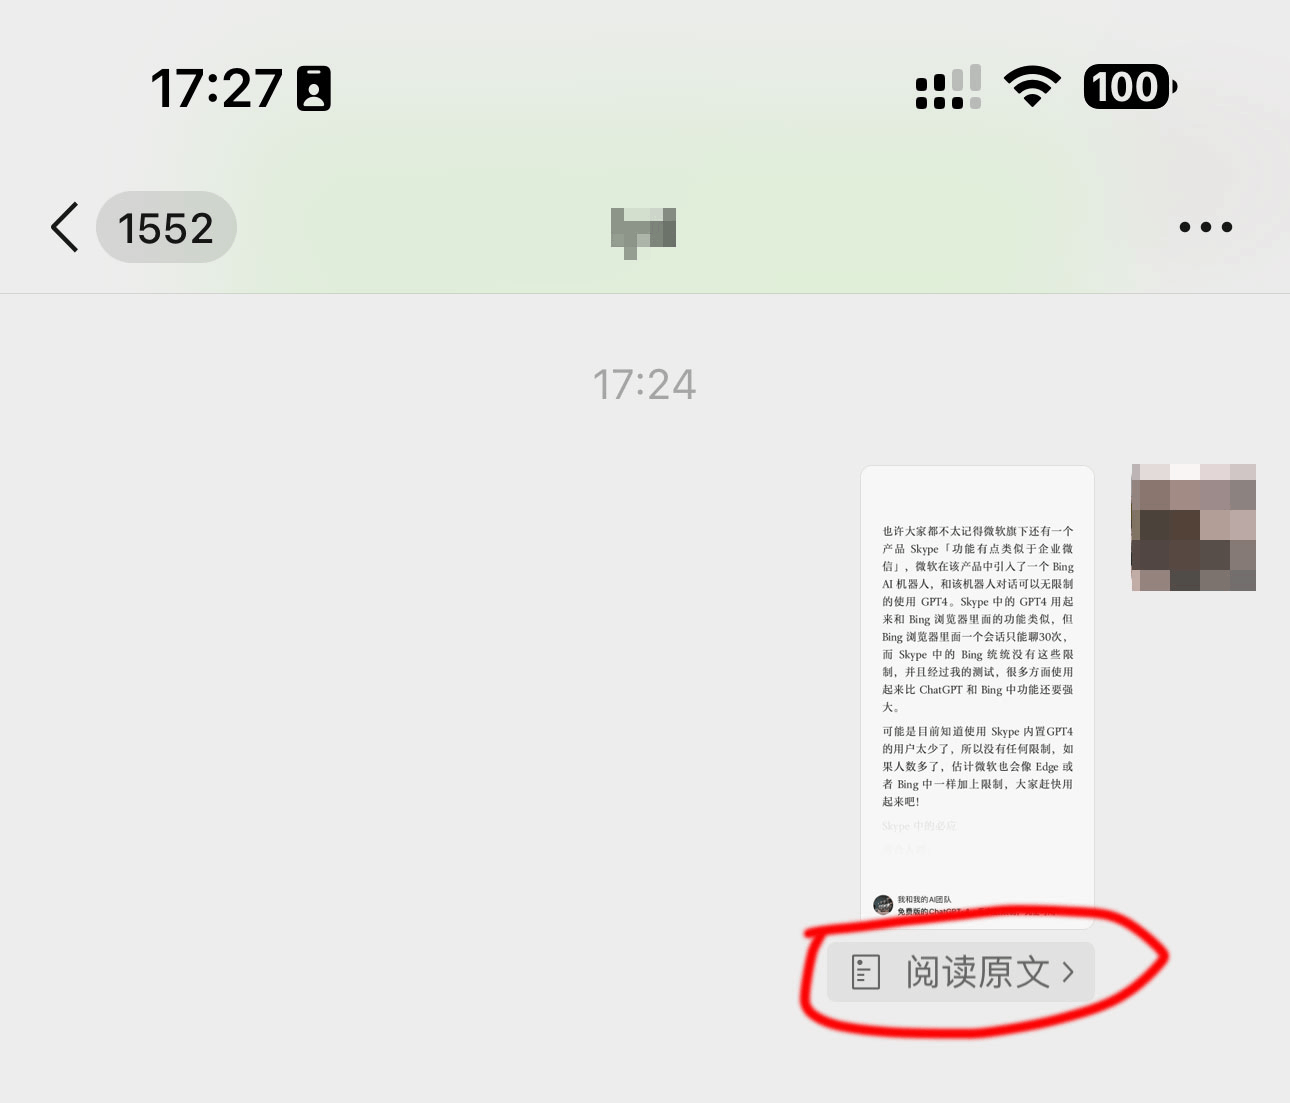 17:27
100
1552
17:24
也许大家都不太记得微软旗下还有一个
产品 Skype「功能有点类似于企业微
信」，微软在该产品中引入了一个 Bing
AI 机器人，和该机器人对话可以无限制
的使用 GPT4。Skype 中的 GPT4 用起
来和 Bing 浏览器里面的功能类似，但
Bing 浏览器里面一个会话只能聊30次，
而 Skype 中的 Bing 统统没有这些限
制，并且经过我的测试，很多方面使用
起来比 ChatGPT 和 Bing 中功能还要强
大。
可能是目前知道使用 Skype 内置GPT4
的用户太少了，所以没有任何限制，如
果人数多了，估计微软也会像 Edge 或
者 Bing 中一样加上限制，大家赶快用
起来吧！
Skype 中的必应
我和我的AI团队
免费版的ChatGPT
阅读原文